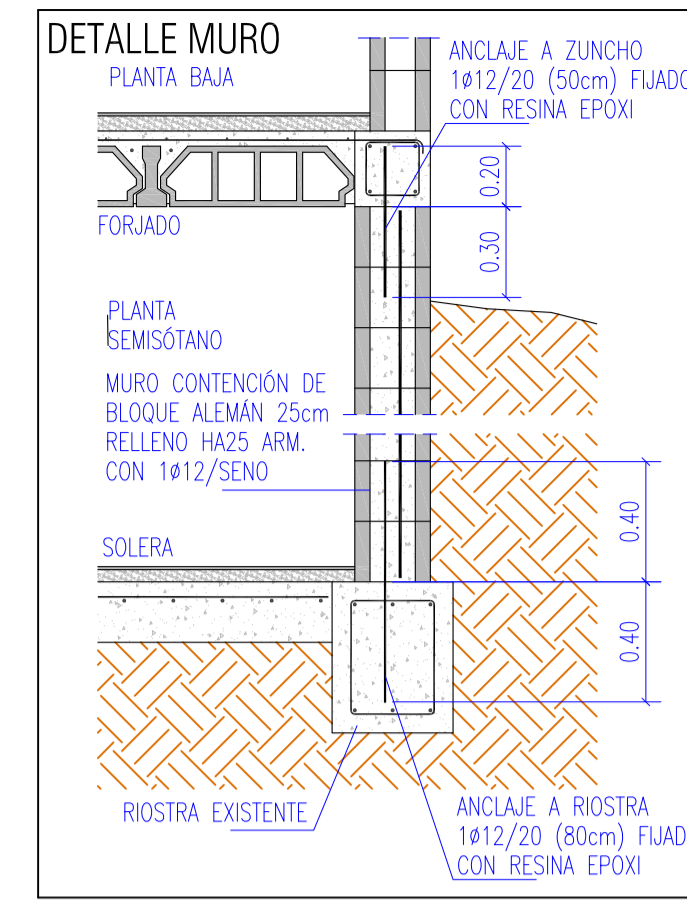 DETALLE MURO
PLANTA BAJA
ANCLAJE A ZUNCHO
1ø12/20 (50cm) FIJADO
CON RESINA EPOXI
0.20
FORJADO
0.30
PLANTA
SEMISÓTANO
MURO CONTENCIÓN DE
BLOQUE ALEMÁN 25cm
RELLENO HA25 ARM.
CON 1ø12/SENO
0.40
SOLERA
0.40
RIOSTRA EXISTENTE
ANCLAJE A RIOSTRA
1ø12/20 (80cm) FIJAD
CON RESINA EPOXI